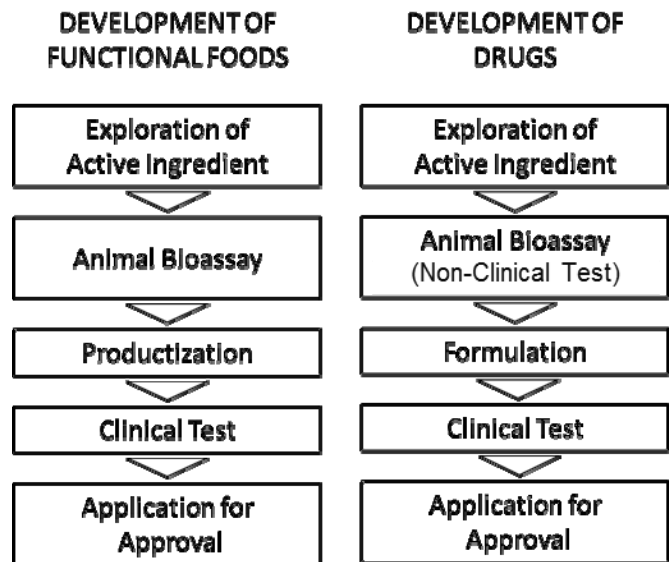 DEVELOPMENT OF
FUNCTIONAL FOODS
Exploration of
Active Ingredient
Animal Bioassay
Productization
Clinical Test
Application for
Approval
DEVELOPMENT OF
DRUGS
Exploration of
Active Ingredient
Animal Bioassay
(Non-Clinical Test)
Formulation
Clinical Test
Application for
Approval